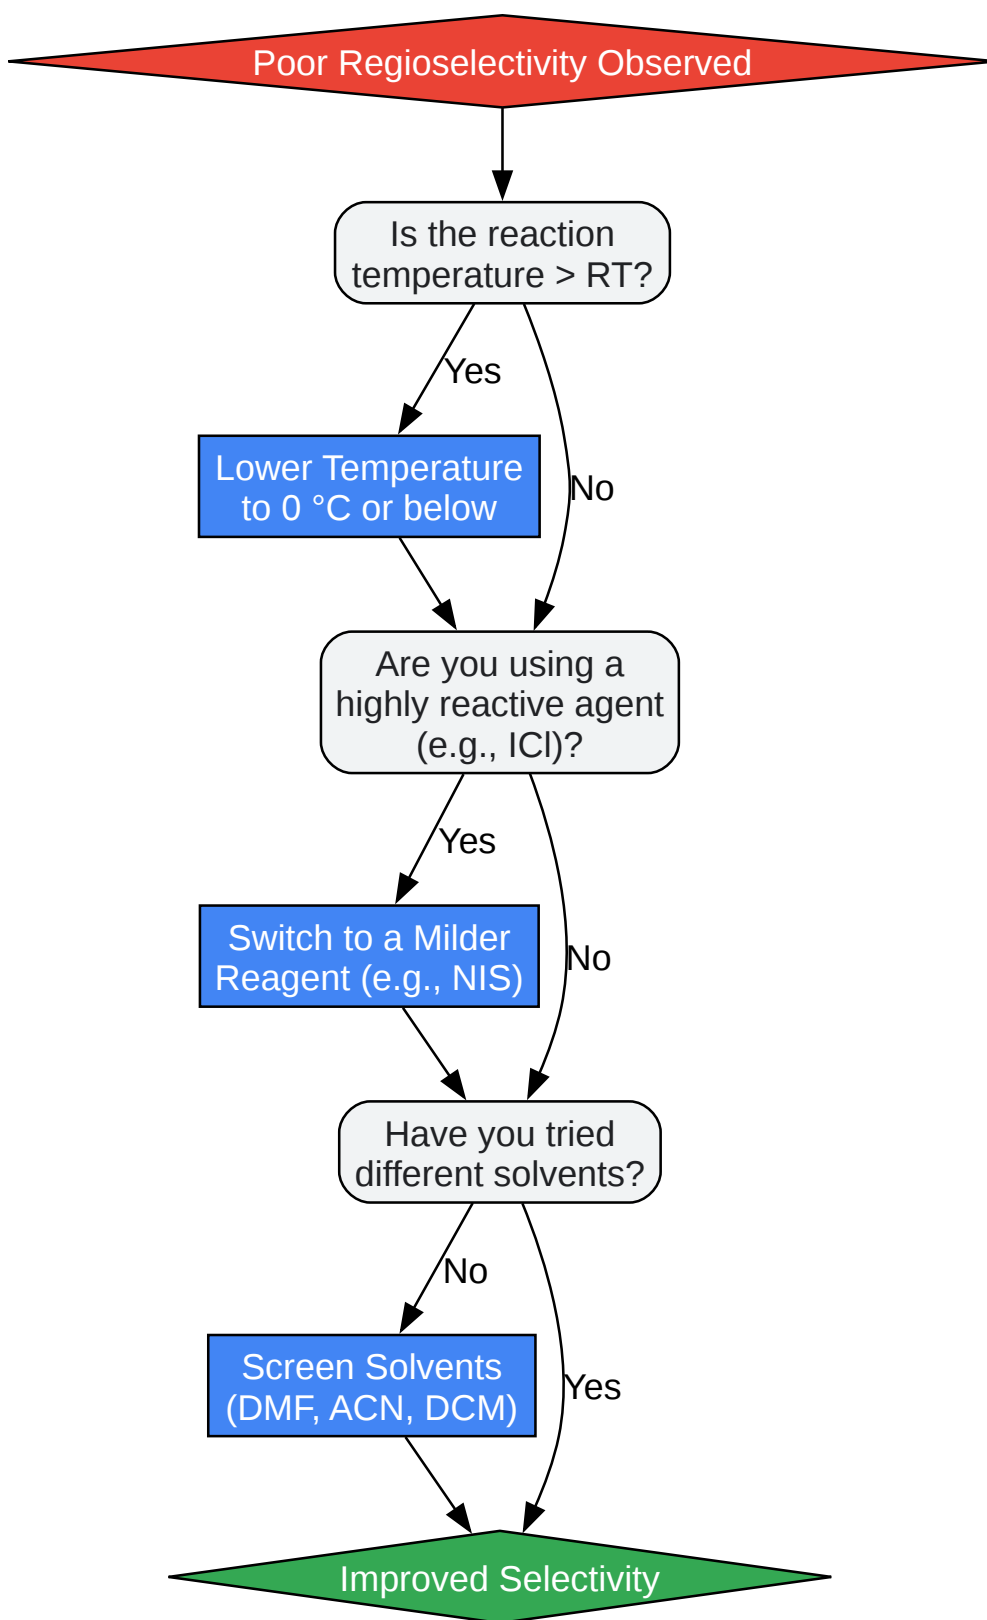 Poor Regioselectivity Observed
Is the reaction
temperature > RT?
Yes
Lower Temperature
to 0 °C or below
No
Are you using a
highly reactive agent
(e.g., ICl)?
Yes
Switch to a Milder
Reagent (e.g., NIS)
No
Have you tried
different solvents?
No
Screen Solvents
(DMF, ACN, DCM)
Yes
Improved Selectivity